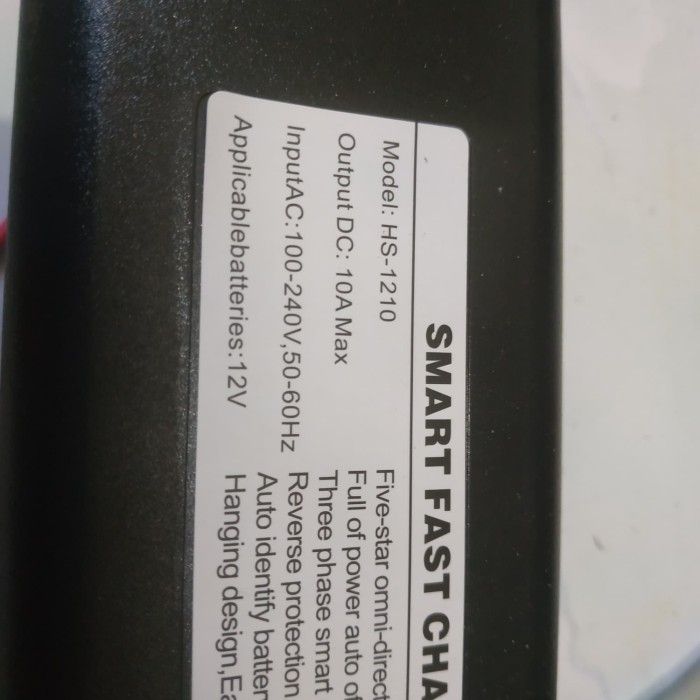 SMART FAST CHA
Model: HS-1210
Output DC: 10A Max
InputAC:100-240V,50-60Hz
Applicablebatteries:12V
Five-star omni-direct
Full of power auto of
Three phase smart
Reverse protection
Auto identify batter
Hanging design,Ea